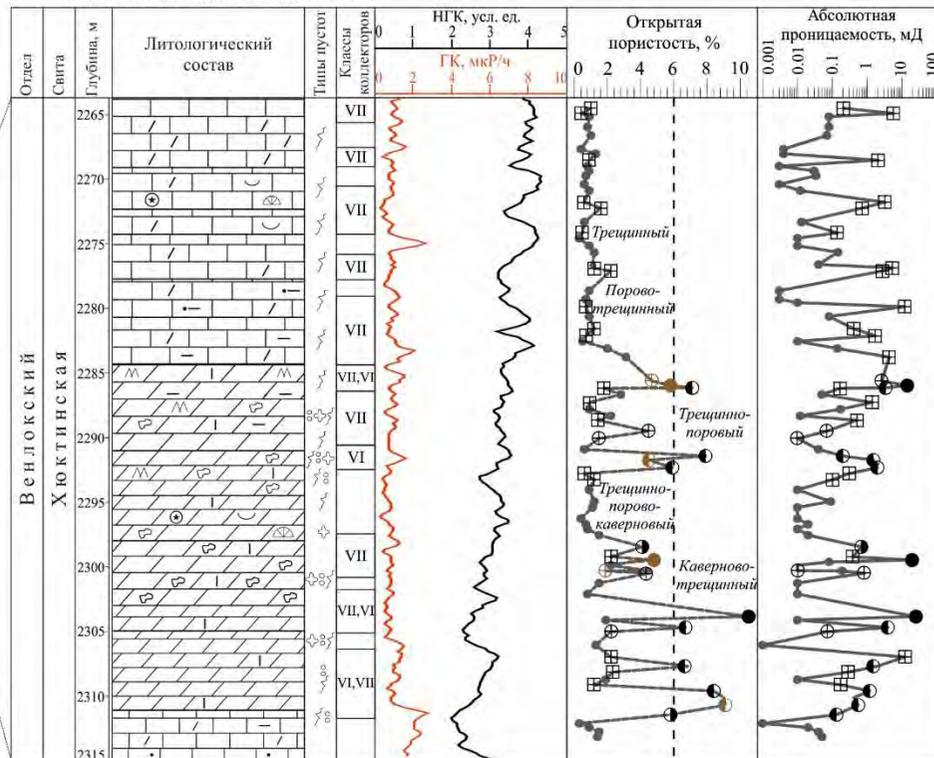 Отдел
Свита
Глубина, м
Литологический
состав
Типы пустот
Классы
коллекторов
НГК, усл. ед.
0 1 2 3 4 5
ГК, мкР/ч
2 4 6 8 10
Открытая
пористость, %
0 2 4 6 8 10
Абсолютная
проницаемость, мД
0.001
0.01
0.1
1
10
100
Венлокский
Хюктинская
2265
2270
2275
2280
2285
2290
2295
2300
2305
2310
2315
VII
VII
VII
VII
VII
VII,VI
VII
VI
VII
VII,VI
VI,VII
Трещинный
Порово-
трещинный
Трещинно-
поровый
Трещинно-
порово-
каверновый
Каверново-
трещинный